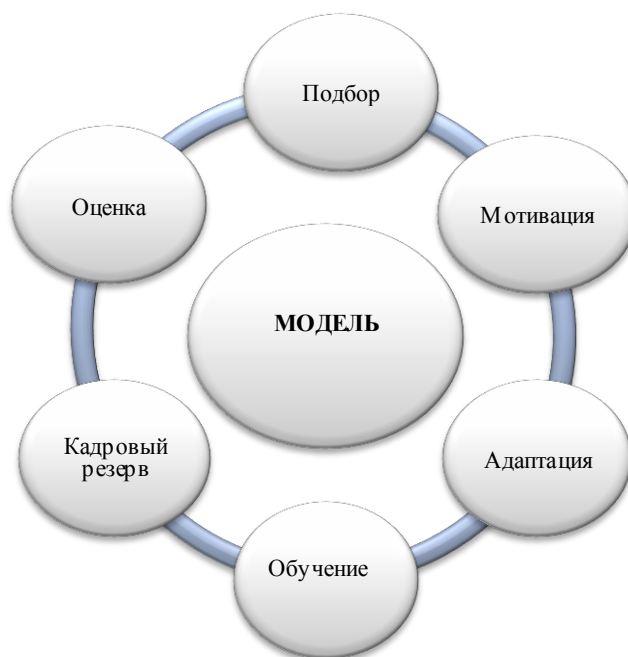 Подбор
Оценка
Мотивация
МОДЕЛЬ
Кадровый
резерв
Адаптация
Обучение